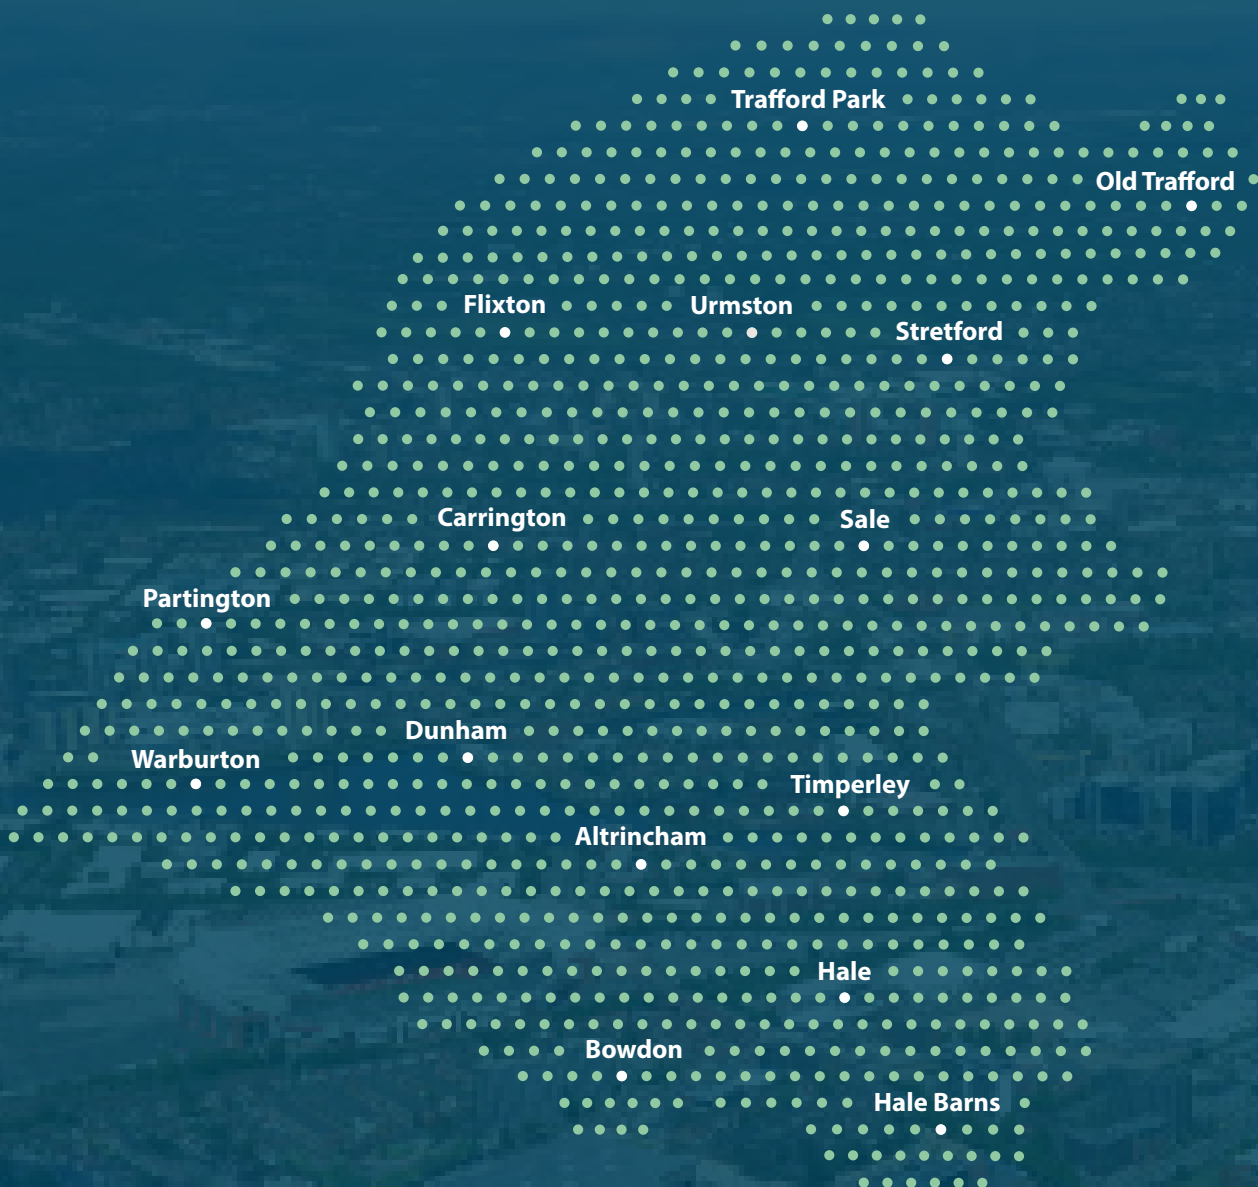 Trafford Park
Old Trafford
Flixton
Urmston
Stretford
Carrington
Sale
Partington
Dunham
Warburton
Timperley
Altrincham
Hale
Bowdon
Hale Barns